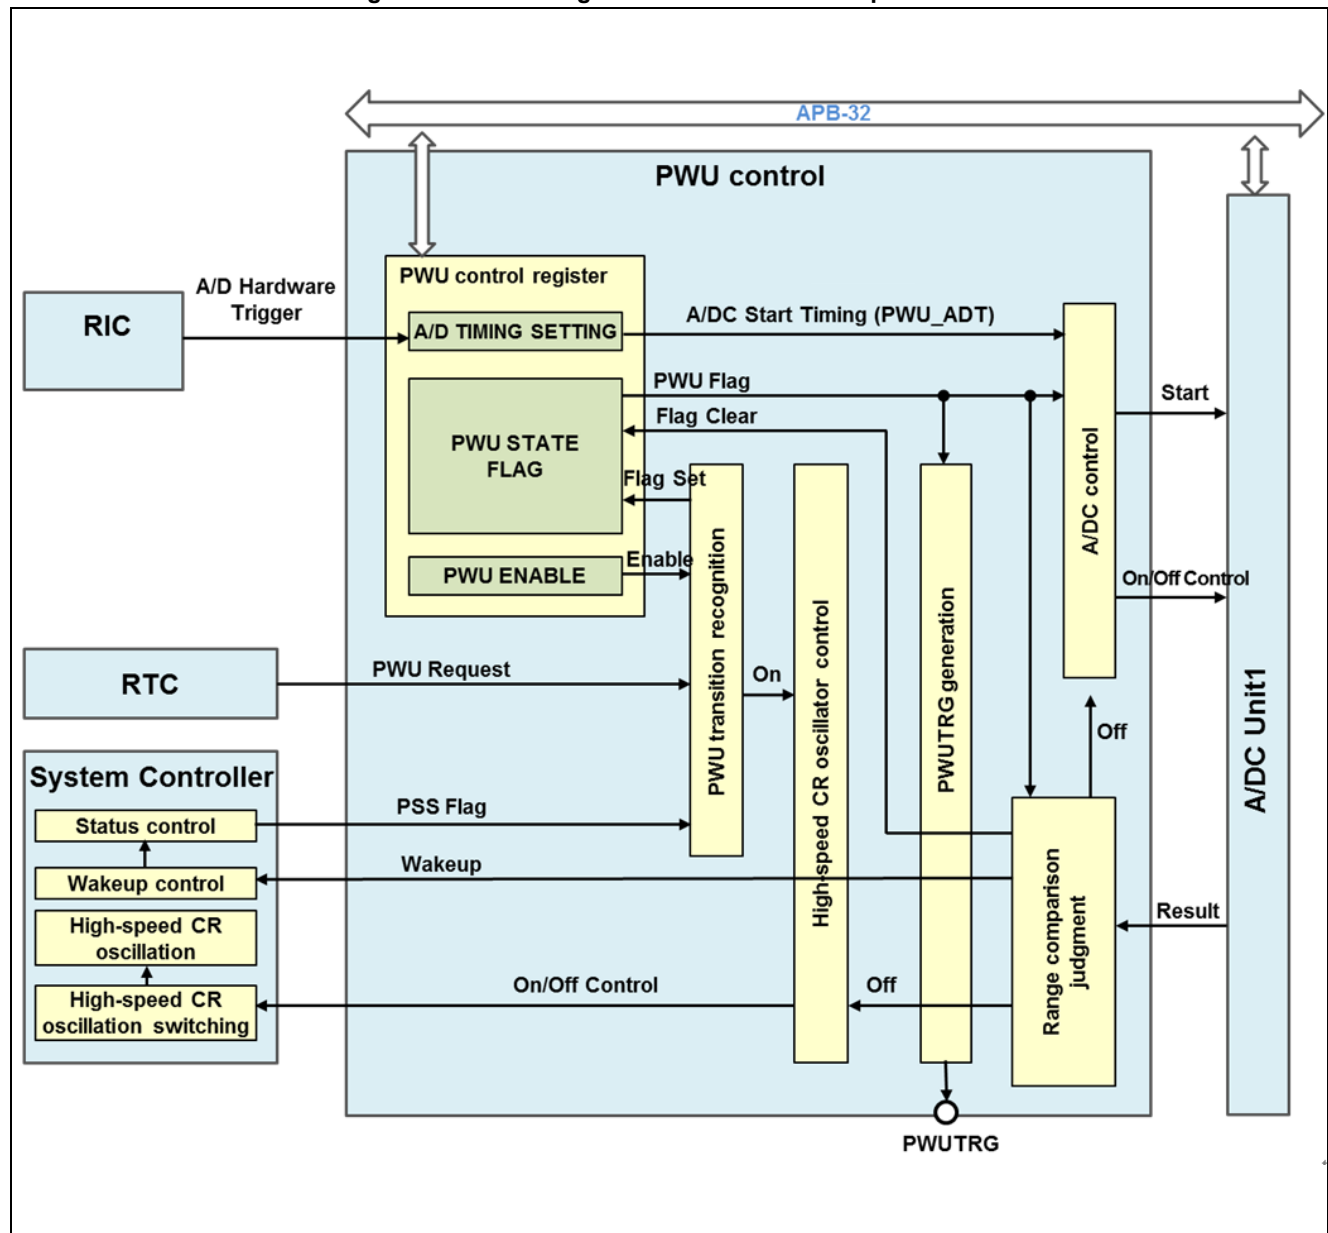 APB-32
PWU control
PWU control register
A/D Hardware
Trigger
RIC
A/D TIMING SETTING
A/DC Start Timing (PWU_ADT)
PWU Flag
Flag Clear
PWU STATE
FLAG
Flag Set
Enable
PWU ENABLE
Start
A/DC control
On/Off Control
PWU transition recognition
High-speed CR oscillator control
PWUTRG generation
A/DC Unit1
RTC
PWU Request
On
Off
System Controller
Status control
PSS Flag
Wakeup control
Wakeup
High-speed CR
oscillation
High-speed CR
oscillation switching
On/Off Control
Off
Range comparison
judgment
Result
PWUTRG